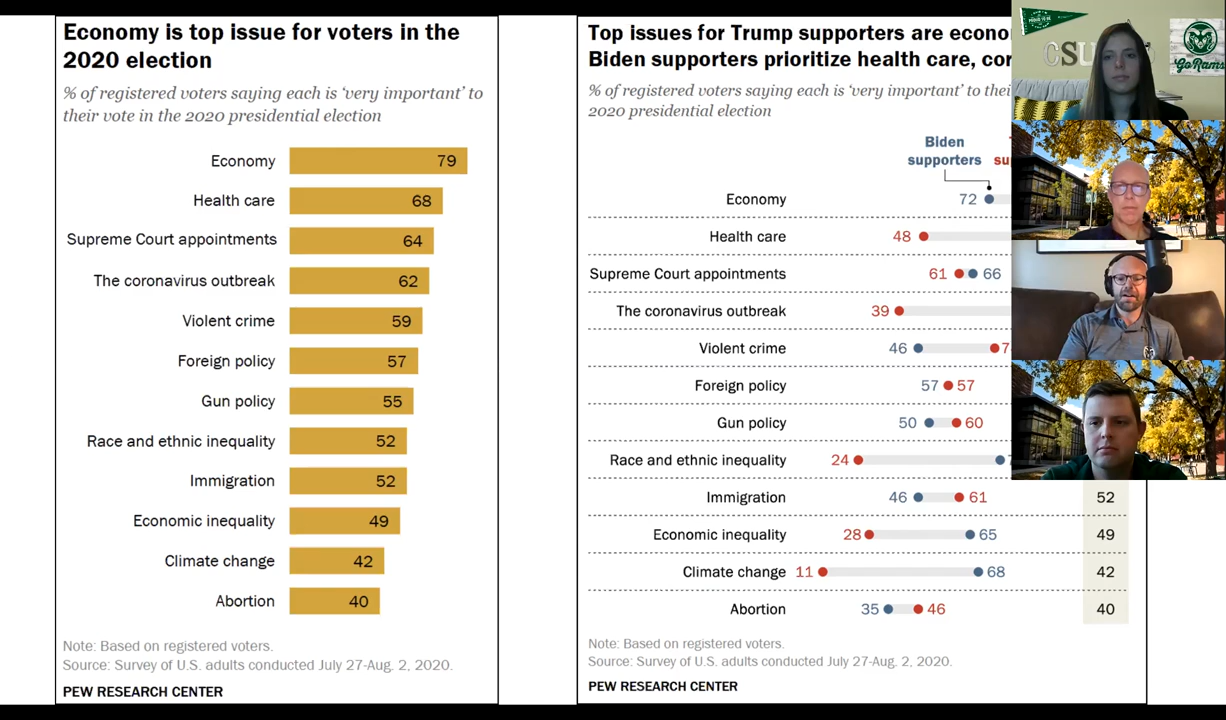 Economy is top issue for voters in the
2020 election
% of registered voters saying each is ‘very important’ to
their vote in the 2020 presidential election
Economy 79
Health care 68
Supreme Court appointments 64
The coronavirus outbreak 62
Violent crime 59
Foreign policy 57
Gun policy 55
Race and ethnic inequality 52
Immigration 52
Economic inequality 49
Climate change 42
Abortion 40
Note: Based on registered voters.
Source: Survey of U.S. adults conducted July 27-Aug. 2, 2020.
PEW RESEARCH CENTER
Top issues for Trump supporters are
Biden supporters prioritize health care,
% of registered voters saying each is ‘very important’ to
2020 presidential election
Biden
supporters
Economy 72
Health care 48
Supreme Court appointments 61 66
The coronavirus outbreak 39
Violent crime 46
Foreign policy 57 57
Gun policy 50 60
Race and ethnic inequality 24
Immigration 46 61 52
Economic inequality 28 65 49
Climate change 11 68 42
Abortion 35 46 40
Note: Based on registered voters.
Source: Survey of U.S. adults conducted July 27-Aug. 2, 2020.
PEW RESEARCH CENTER
CSU
Go Rams